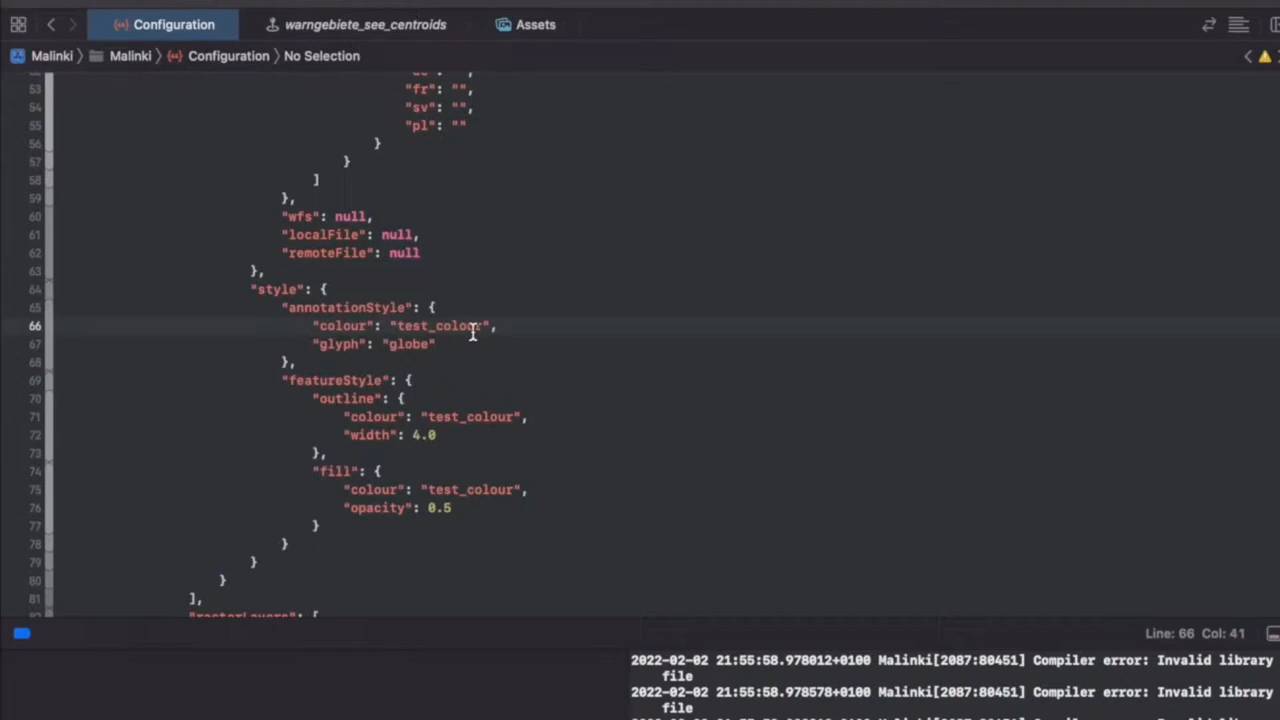 Configuration
warngebiete_see_centroids
Assets
Malinki
Malinki
Configuration
No Selection
53 "fr": "",
54 "sv": "",
55 "pl": ""
56 }
57 }
58 ]
59 },
60 "wfs": null,
61 "localFile": null,
62 "remoteFile": null
63 },
64 "style": {
65 "annotationStyle": {
66 "colour": "test_colour",
67 "glyph": "globe"
68 },
69 "featureStyle": {
70 "outline": {
71 "colour": "test_colour",
72 "width": 4.0
73 },
74 "fill": {
75 "colour": "test_colour",
76 "opacity": 0.5
77 }
78 }
79 }
80 }
81 ],
"rasterLayers": [
Line: 66 Col: 41
2022-02-02 21:55:58.978012+0100 Malinki[2087:80451] Compiler error: Invalid library
file
2022-02-02 21:55:58.978578+0100 Malinki[2087:80451] Compiler error: Invalid library
file